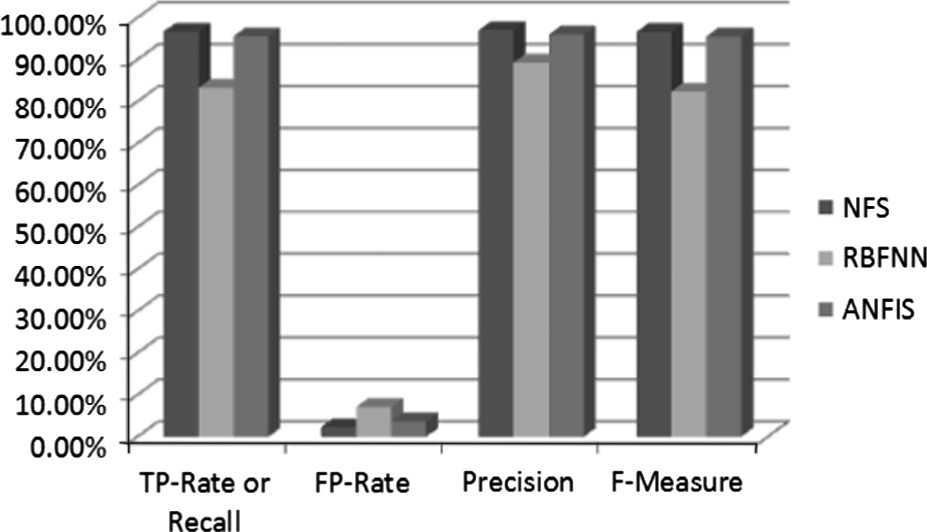 100.00%
90.00%
80.00%
70.00%
60.00%
50.00%
40.00%
30.00%
20.00%
10.00%
0.00%
TP-Rate or
Recall
FP-Rate
Precision
F-Measure
NFS
RBFNN
ANFIS